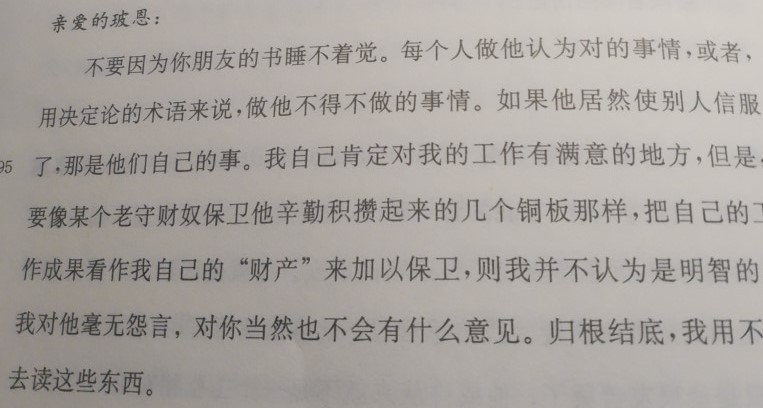 亲爱的玻恩：
不要因为你朋友的书睡不着觉。每个人做他认为对的事情，或者，
用决定论的术语来说，做他不得不做的事情。如果他居然使别人信服
95 了，那是他们自己的事。我自己肯定对我的工作有满意的地方，但是，
要像某个老守财奴保卫他辛勤积攒起来的几个铜板那样，把自己的工
作成果看作我自己的“财产”来加以保卫，则我并不认为是明智的
我对他毫无怨言，对你当然也不会有什么意见。归根结底，我用不
去读这些东西。